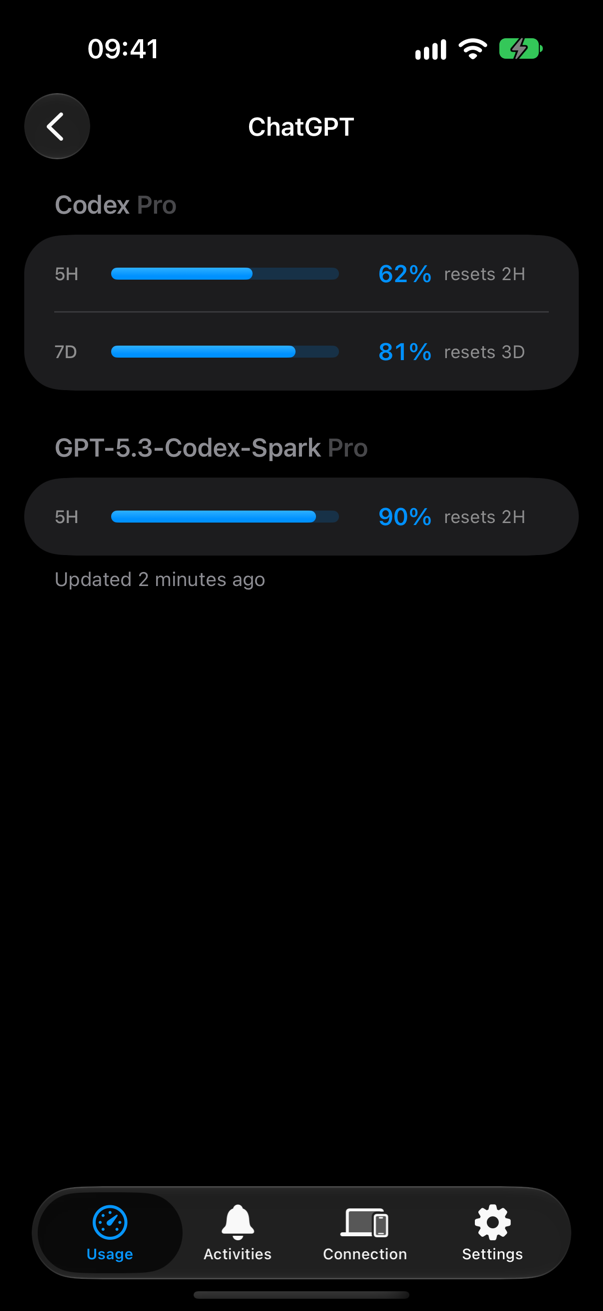 09:41
ChatGPT
Codex Pro
5H 62% resets 2H
7D 81% resets 3D
GPT-5.3-Codex-Spark Pro
5H 90% resets 2H
Updated 2 minutes ago
Usage Activities Connection Settings